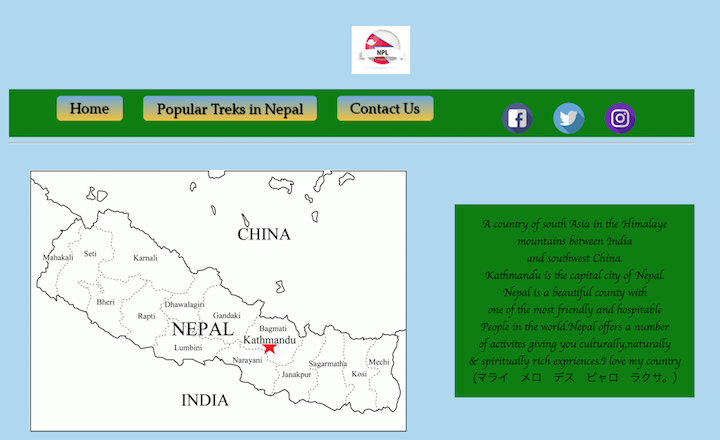 NPL
Home
Popular Treks in Nepal
Contact Us
CHINA
Mahakali
Seti
Karnali
Bheri
Rapti
Dhawalagiri
Gandaki
NEPAL
Bagmati
Kathmandu
Lumbini
Narayani
Sagarmatha
Mechi
Janakpur
Kosi
INDIA
A country of south Asia in the Himalaye
mountains between India
and southwest China.
Kathmandu is the capital city of Nepal.
Nepal is a beautiful county with
one of the most friendly and hospitable
People in the world.Nepal offers a number
of activites giving you culturally,naturally
& spiritually rich expriences.I love my country
(マライ　メロ　デス　ピャロ　ラクサ。)